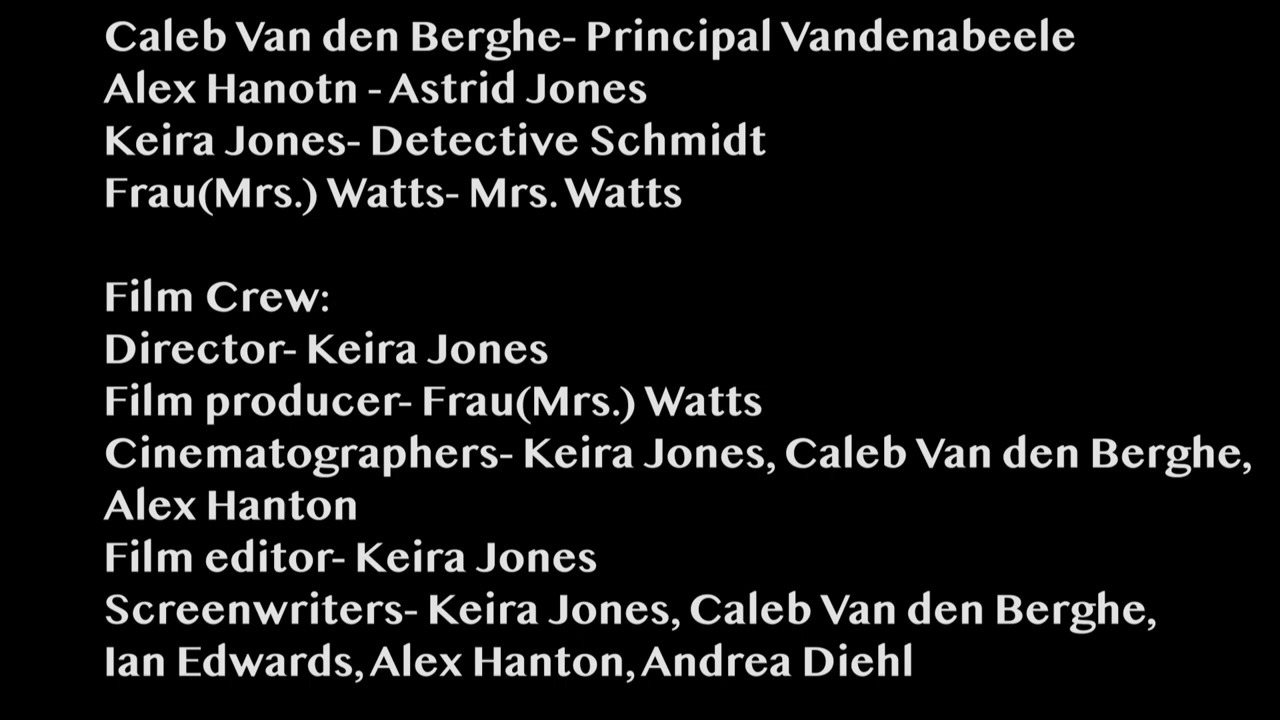 Caleb Van den Berghe- Principal Vandenabeele
Alex Hanotn - Astrid Jones
Keira Jones- Detective Schmidt
Frau(Mrs.) Watts- Mrs. Watts
Film Crew:
Director- Keira Jones
Film producer- Frau(Mrs.) Watts
Cinematographers- Keira Jones, Caleb Van den Berghe,
Alex Hanton
Film editor- Keira Jones
Screenwriters- Keira Jones, Caleb Van den Berghe,
Ian Edwards, Alex Hanton, Andrea Diehl